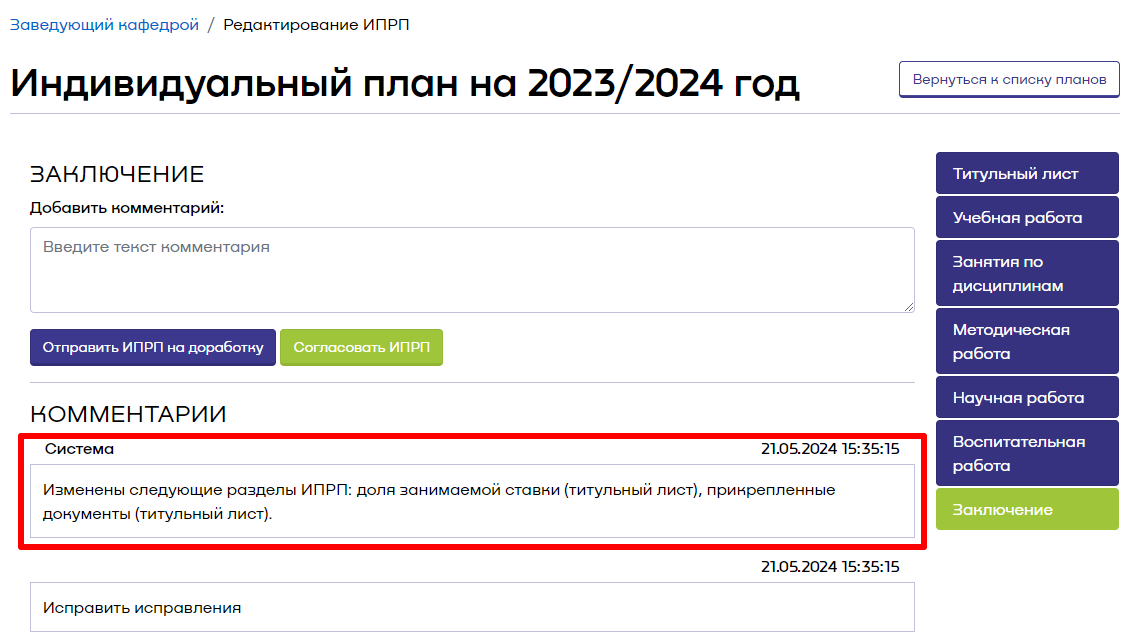 Заведующий кафедрой / Редактирование ИПРП
Индивидуальный план на 2023/2024 год
Вернуться к списку планов
ЗАКЛЮЧЕНИЕ
Добавить комментарий:
Введите текст комментария
Отправить ИПРП на доработку
Согласовать ИПРП
КОММЕНТАРИИ
Система 21.05.2024 15:35:15
Изменены следующие разделы ИПРП: доля занимаемой ставки (титульный лист), прикрепленные
документы (титульный лист).
21.05.2024 15:35:15
Исправить исправления
Титульный лист
Учебная работа
Занятия по
дисциплинам
Методическая
работа
Научная работа
Воспитательная
работа
Заключение